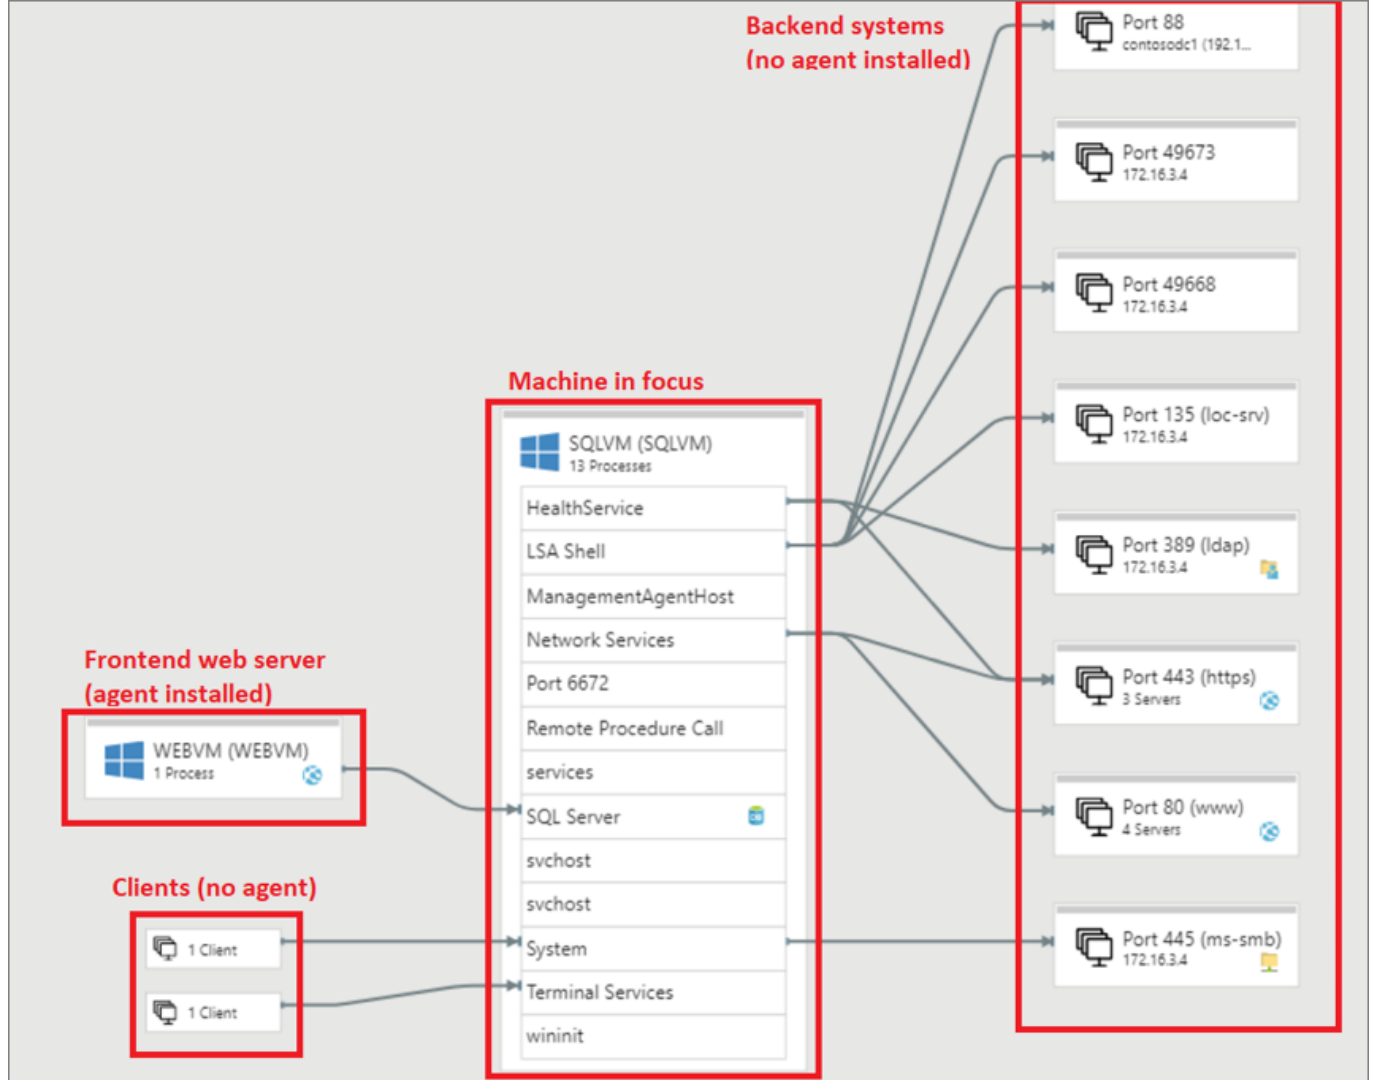 Backend systems
(no agent installed)
Port 88
contosodc1 (192.1...
Port 49673
172.16.3.4
Port 49668
172.16.3.4
Port 135 (loc-srv)
172.16.3.4
Port 389 (ldap)
172.16.3.4
Port 443 (https)
3 Servers
Port 80 (www)
4 Servers
Port 445 (ms-smb)
172.16.3.4
Machine in focus
SQLVM (SQLVM)
13 Processes
HealthService
LSA Shell
ManagementAgentHost
Network Services
Port 6672
Remote Procedure Call
services
SQL Server
DB
svchost
svchost
System
Terminal Services
wininit
Frontend web server
(agent installed)
WEBVM (WEBVM)
1 Process
Clients (no agent)
1 Client
1 Client